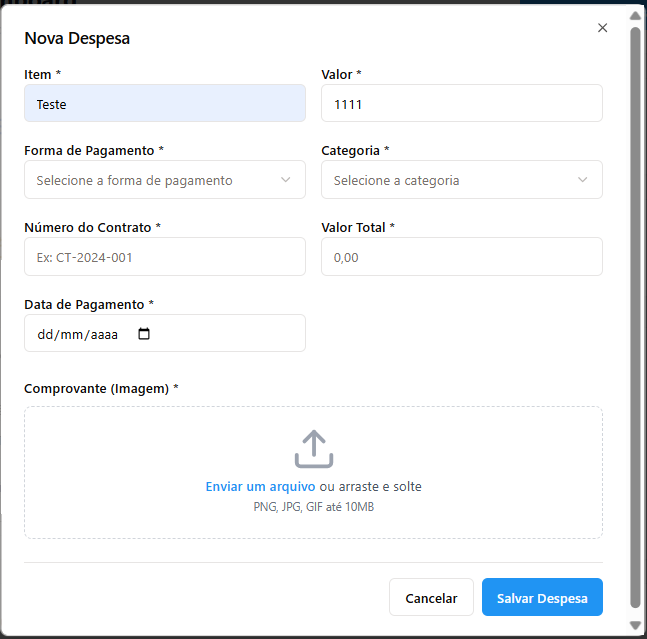 Nova Despesa
Item *
Valor *
Teste
1111
Forma de Pagamento *
Categoria *
Selecione a forma de pagamento
Selecione a categoria
Número do Contrato *
Valor Total *
Ex: CT-2024-001
0,00
Data de Pagamento *
dd/mm/aaaa
Comprovante (Imagem) *
Enviar um arquivo ou arraste e solte
PNG, JPG, GIF até 10MB
Cancelar
Salvar Despesa